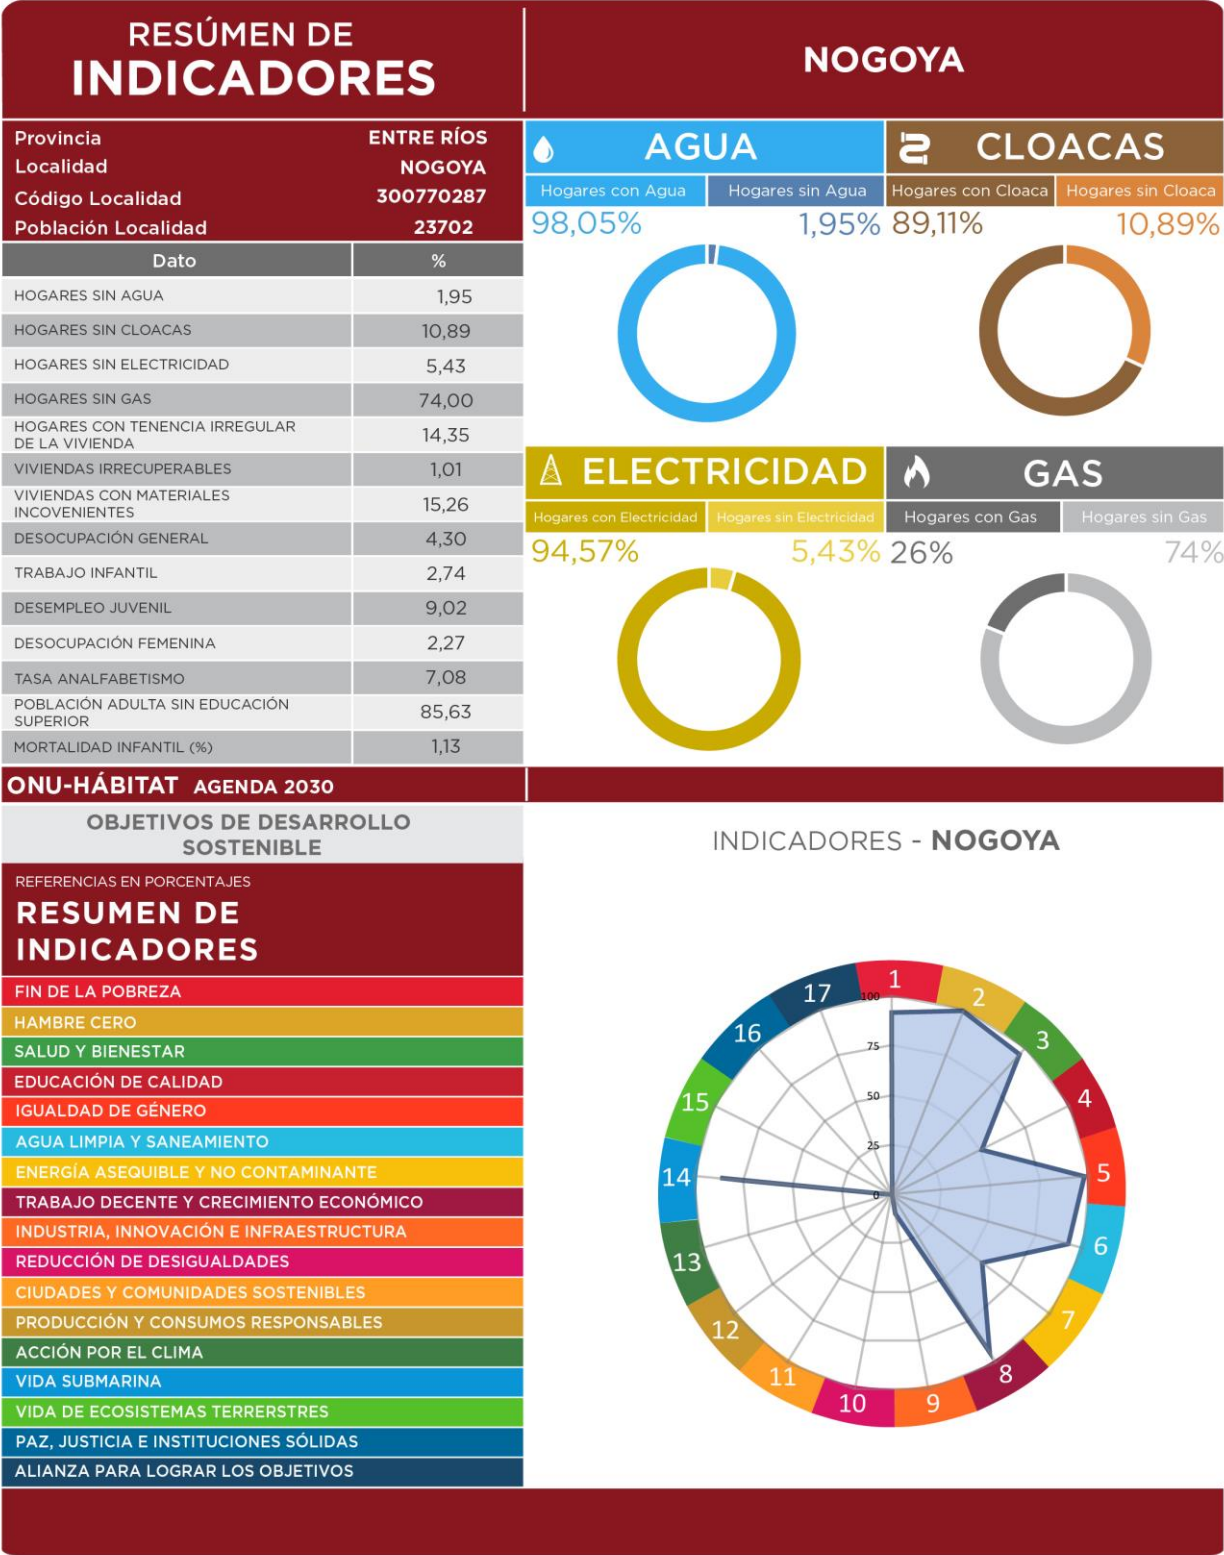 RESÚMEN DE
INDICADORES
NOGOYA
Provincia ENTRE RÍOS
Localidad NOGOYA
Código Localidad 300770287
Población Localidad 23702
Dato %
HOGARES SIN AGUA 1,95
HOGARES SIN CLOACAS 10,89
HOGARES SIN ELECTRICIDAD 5,43
HOGARES SIN GAS 74,00
HOGARES CON TENENCIA IRREGULAR
DE LA VIVIENDA 14,35
VIVIENDAS IRRECUPERABLES 1,01
VIVIENDAS CON MATERIALES
INCOVENIENTES 15,26
DESOCUPACIÓN GENERAL 4,30
TRABAJO INFANTIL 2,74
DESEMPLEO JUVENIL 9,02
DESOCUPACIÓN FEMENINA 2,27
TASA ANALFABETISMO 7,08
POBLACIÓN ADULTA SIN EDUCACIÓN
SUPERIOR 85,63
MORTALIDAD INFANTIL (%) 1,13
AGUA
Hogares con Agua Hogares sin Agua
98,05% 1,95%
CLOACAS
Hogares con Cloaca Hogares sin Cloaca
89,11% 10,89%
ELECTRICIDAD
Hogares con Electricidad Hogares sin Electricidad
94,57% 5,43%
GAS
Hogares con Gas Hogares sin Gas
26% 74%
ONU-HÁBITAT AGENDA 2030
OBJETIVOS DE DESARROLLO
SOSTENIBLE
REFERENCIAS EN PORCENTAJES
RESUMEN DE
INDICADORES
FIN DE LA POBREZA
HAMBRE CERO
SALUD Y BIENESTAR
EDUCACIÓN DE CALIDAD
IGUALDAD DE GÉNERO
AGUA LIMPIA Y SANEAMIENTO
ENERGÍA ASEQUIBLE Y NO CONTAMINANTE
TRABAJO DECENTE Y CRECIMIENTO ECONÓMICO
INDUSTRIA, INNOVACIÓN E INFRAESTRUCTURA
REDUCCIÓN DE DESIGUALDADES
CIUDADES Y COMUNIDADES SOSTENIBLES
PRODUCCIÓN Y CONSUMOS RESPONSABLES
ACCIÓN POR EL CLIMA
VIDA SUBMARINA
VIDA DE ECOSISTEMAS TERRERSTRES
PAZ, JUSTICIA E INSTITUCIONES SÓLIDAS
ALIANZA PARA LOGRAR LOS OBJETIVOS
INDICADORES - NOGOYA
1
2
3
4
5
6
7
8
9
10
11
12
13
14
15
16
17
100
75
50
25
0